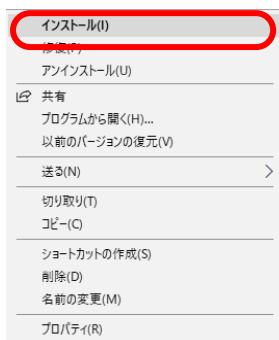 インストール(I)
修復(P)
アンインストール(U)
共有
プログラムから開く(H)...
以前のバージョンの復元(V)
送る(N)
切り取り(T)
コピー(C)
ショートカットの作成(S)
削除(D)
名前の変更(M)
プロパティ(R)